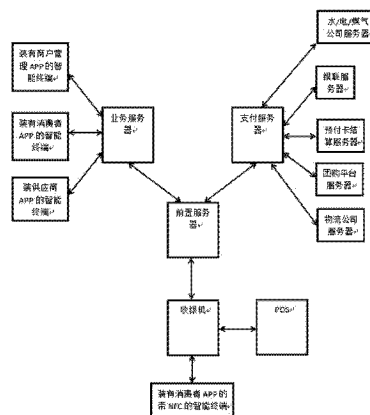 水/电/煤气
公司服务器
装有商户管
理APP的智
能终端
银联服
务器
装有消费者
APP的智能
终端
业务服务
器
支付服务
器
预付卡结
算服务器
装供应商
APP的智能
终端
团购平台
服务器
前置服务
器
物流公司
服务器
收银机
POS
装有消费者APP的
带NFC的智能终端